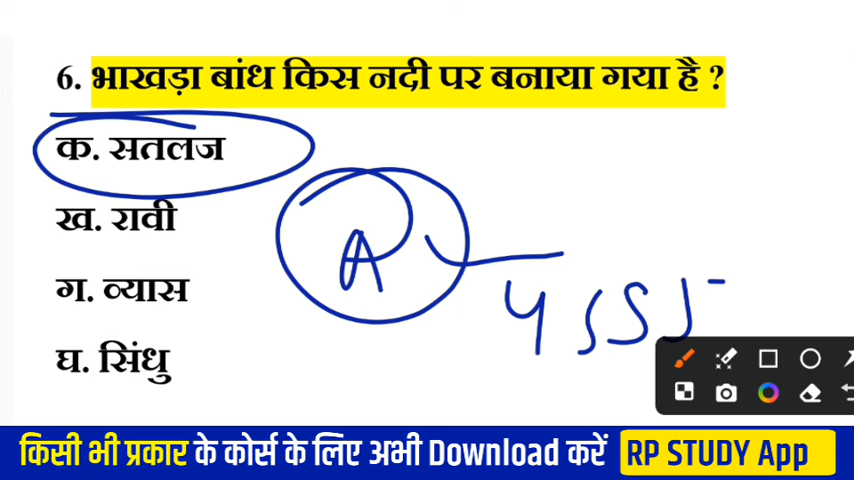 6. भाखड़ा बांध किस नदी पर बनाया गया है ?
क. सतलज
ख. रावी
A
ग. व्यास
घ. सिंधु
किसी भी प्रकार के कोर्स के लिए अभी Download करें RP STUDY App